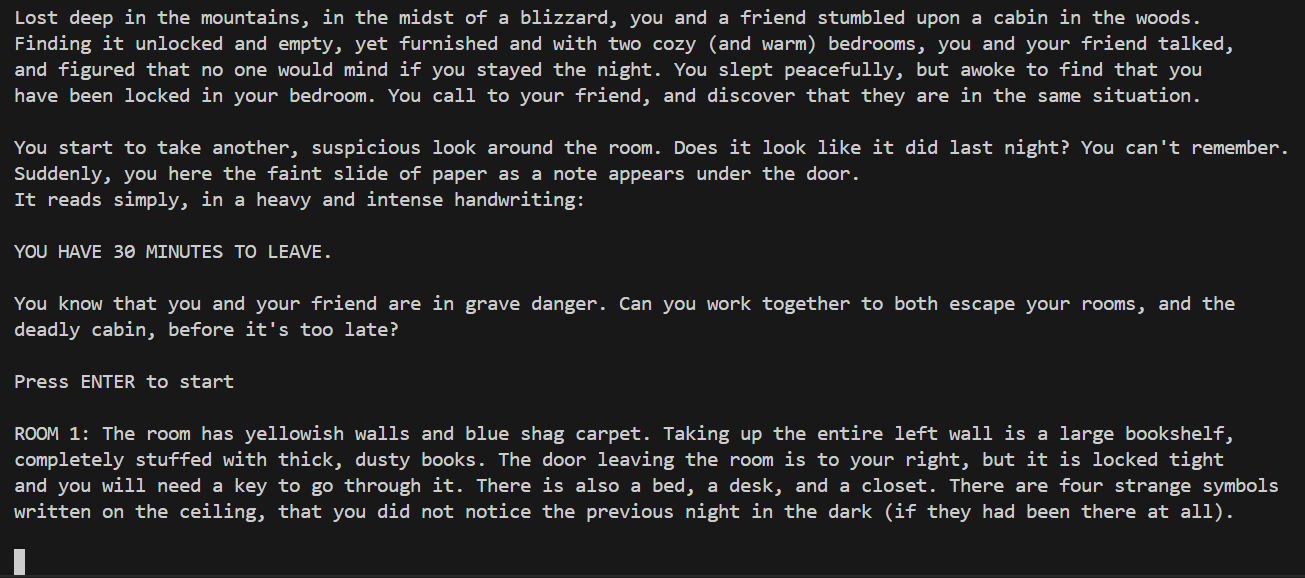 Lost deep in the mountains, in the midst of a blizzard, you and a friend stumbled upon a cabin in the woods.
Finding it unlocked and empty, yet furnished and with two cozy (and warm) bedrooms, you and your friend talked,
and figured that no one would mind if you stayed the night. You slept peacefully, but awoke to find that you
have been locked in your bedroom. You call to your friend, and discover that they are in the same situation.
You start to take another, suspicious look around the room. Does it look like it did last night? You can't remember.
Suddenly, you here the faint slide of paper as a note appears under the door.
It reads simply, in a heavy and intense handwriting:
YOU HAVE 30 MINUTES TO LEAVE.
You know that you and your friend are in grave danger. Can you work together to both escape your rooms, and the
deadly cabin, before it's too late?
Press ENTER to start
ROOM 1: The room has yellowish walls and blue shag carpet. Taking up the entire left wall is a large bookshelf,
completely stuffed with thick, dusty books. The door leaving the room is to your right, but it is locked tight
and you will need a key to go through it. There is also a bed, a desk, and a closet. There are four strange symbols
written on the ceiling, that you did not notice the previous night in the dark (if they had been there at all).